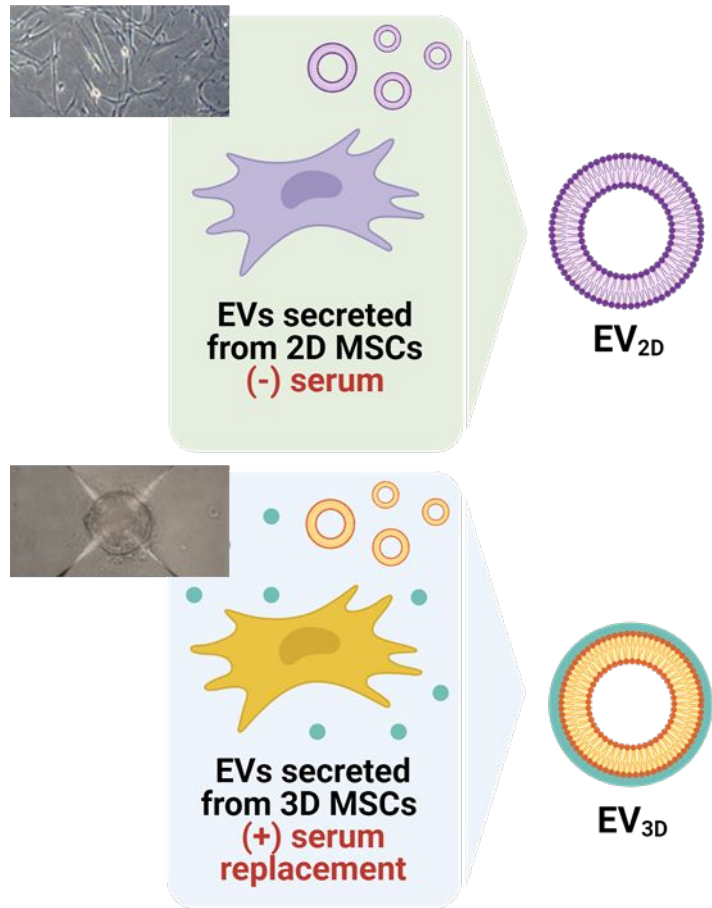 EVs secreted
from 2D MSCs
(-) serum
EV2D
EVs secreted
from 3D MSCs
(+) serum
replacement
EV3D